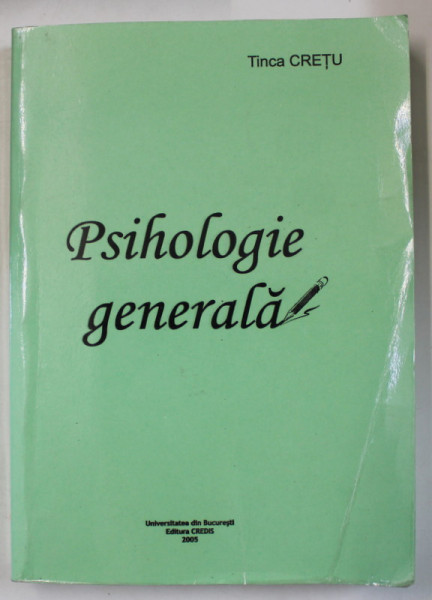 Tinca CREȚU
Psihologie
generală
Universitatea din București
Editura CREDIS
2005